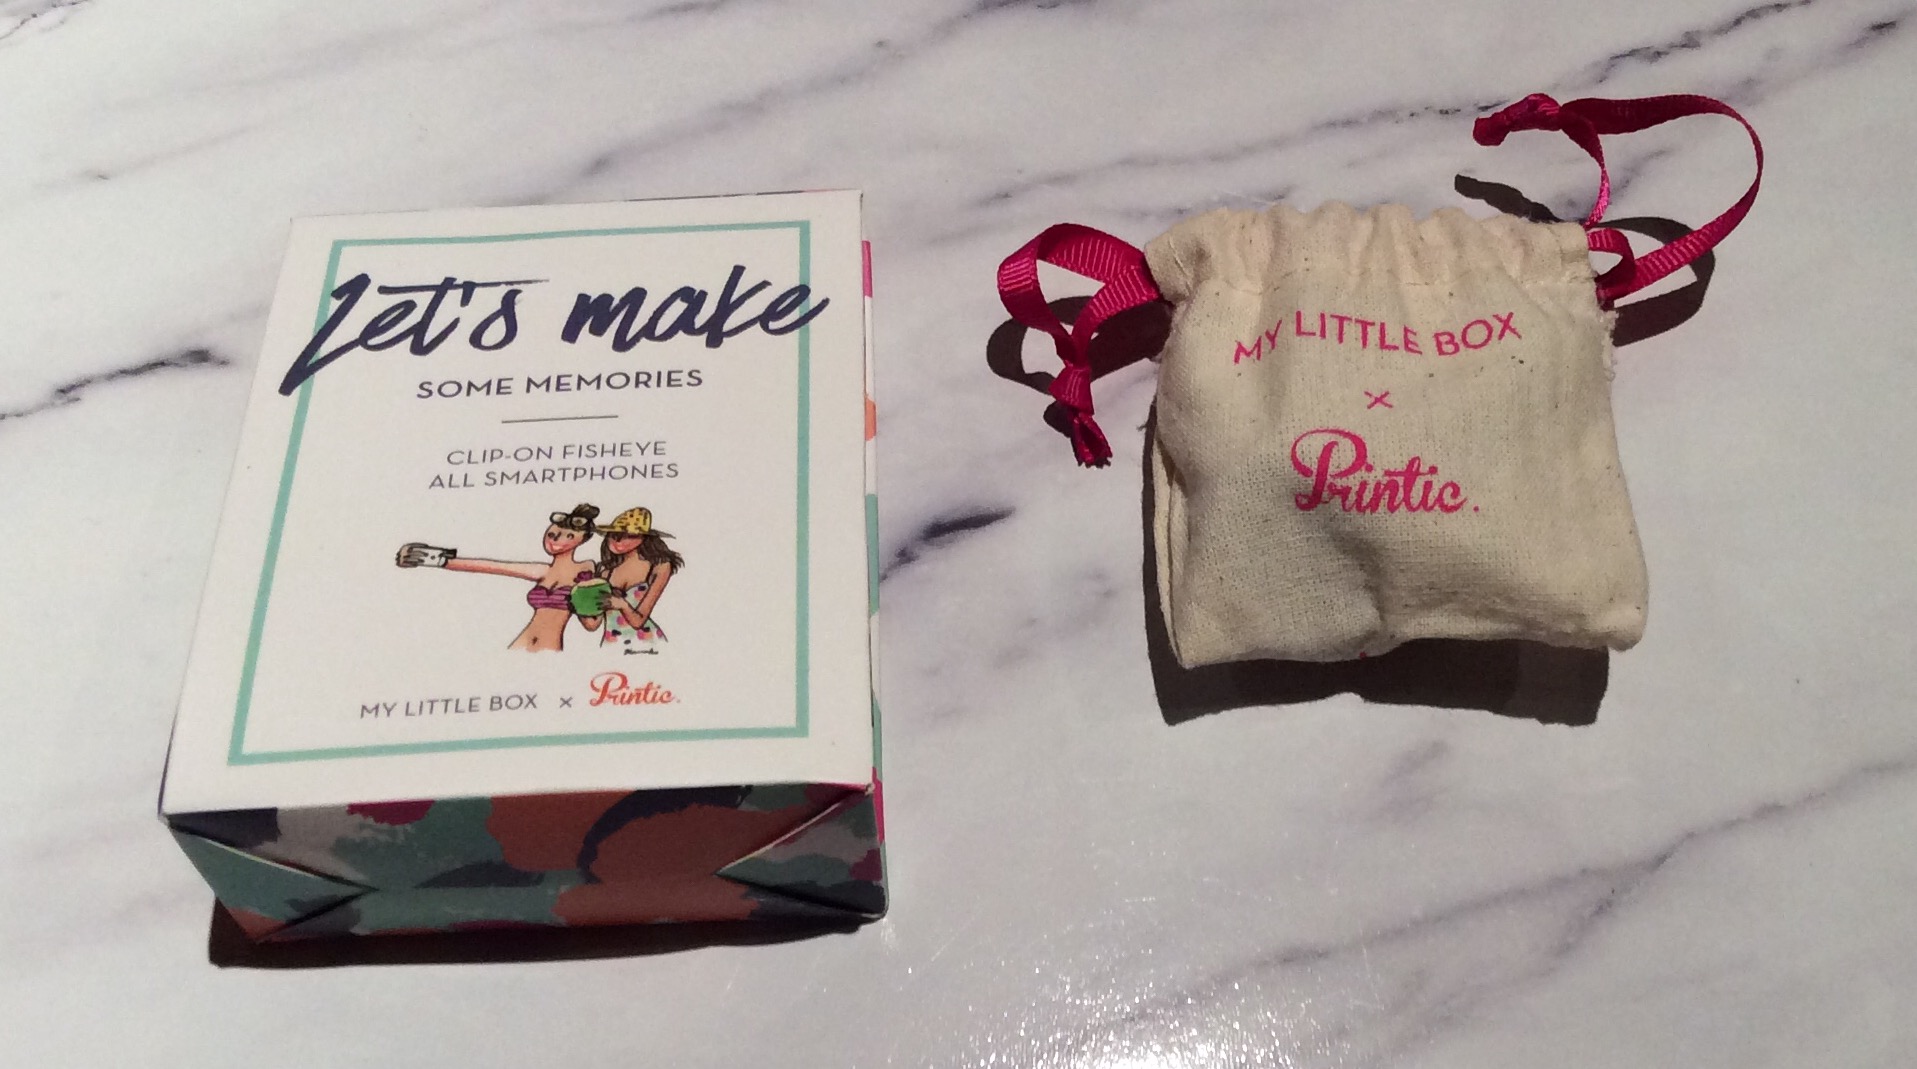 Let's make
SOME MEMORIES
CLIP-ON FISHEYE
ALL SMARTPHONES
MY LITTLE BOX x Printic.
MY LITTLE BOX
x
Printic.